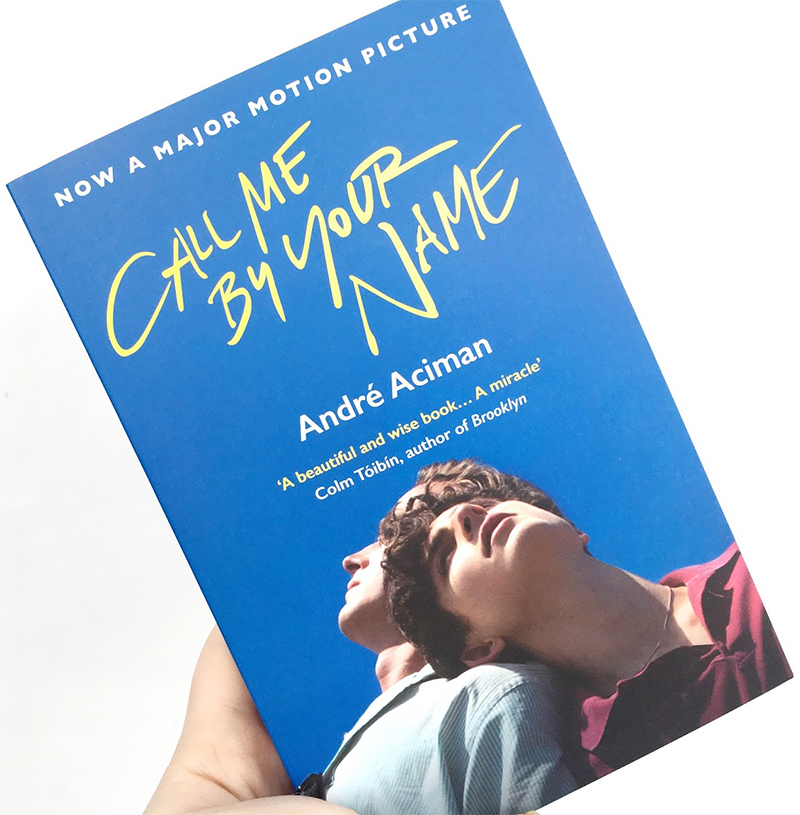 NOW A MAJOR MOTION PICTURE
CALL ME
BY YOUR
NAME
André Aciman
‘A beautiful and wise book... A miracle’
Colm Tóibín, author of Brooklyn